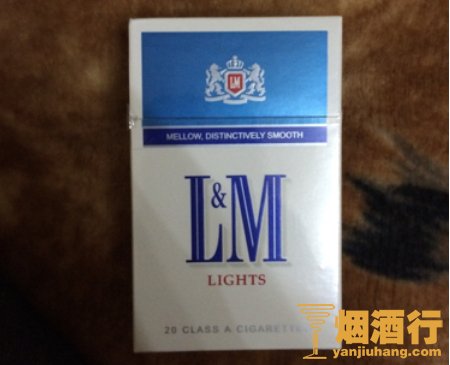 LM
MELLOW, DISTINCTIVELY SMOOTH
L&M
LIGHTS
20 CLASS A CIGARETTES
烟酒行
yanjiuhang.com